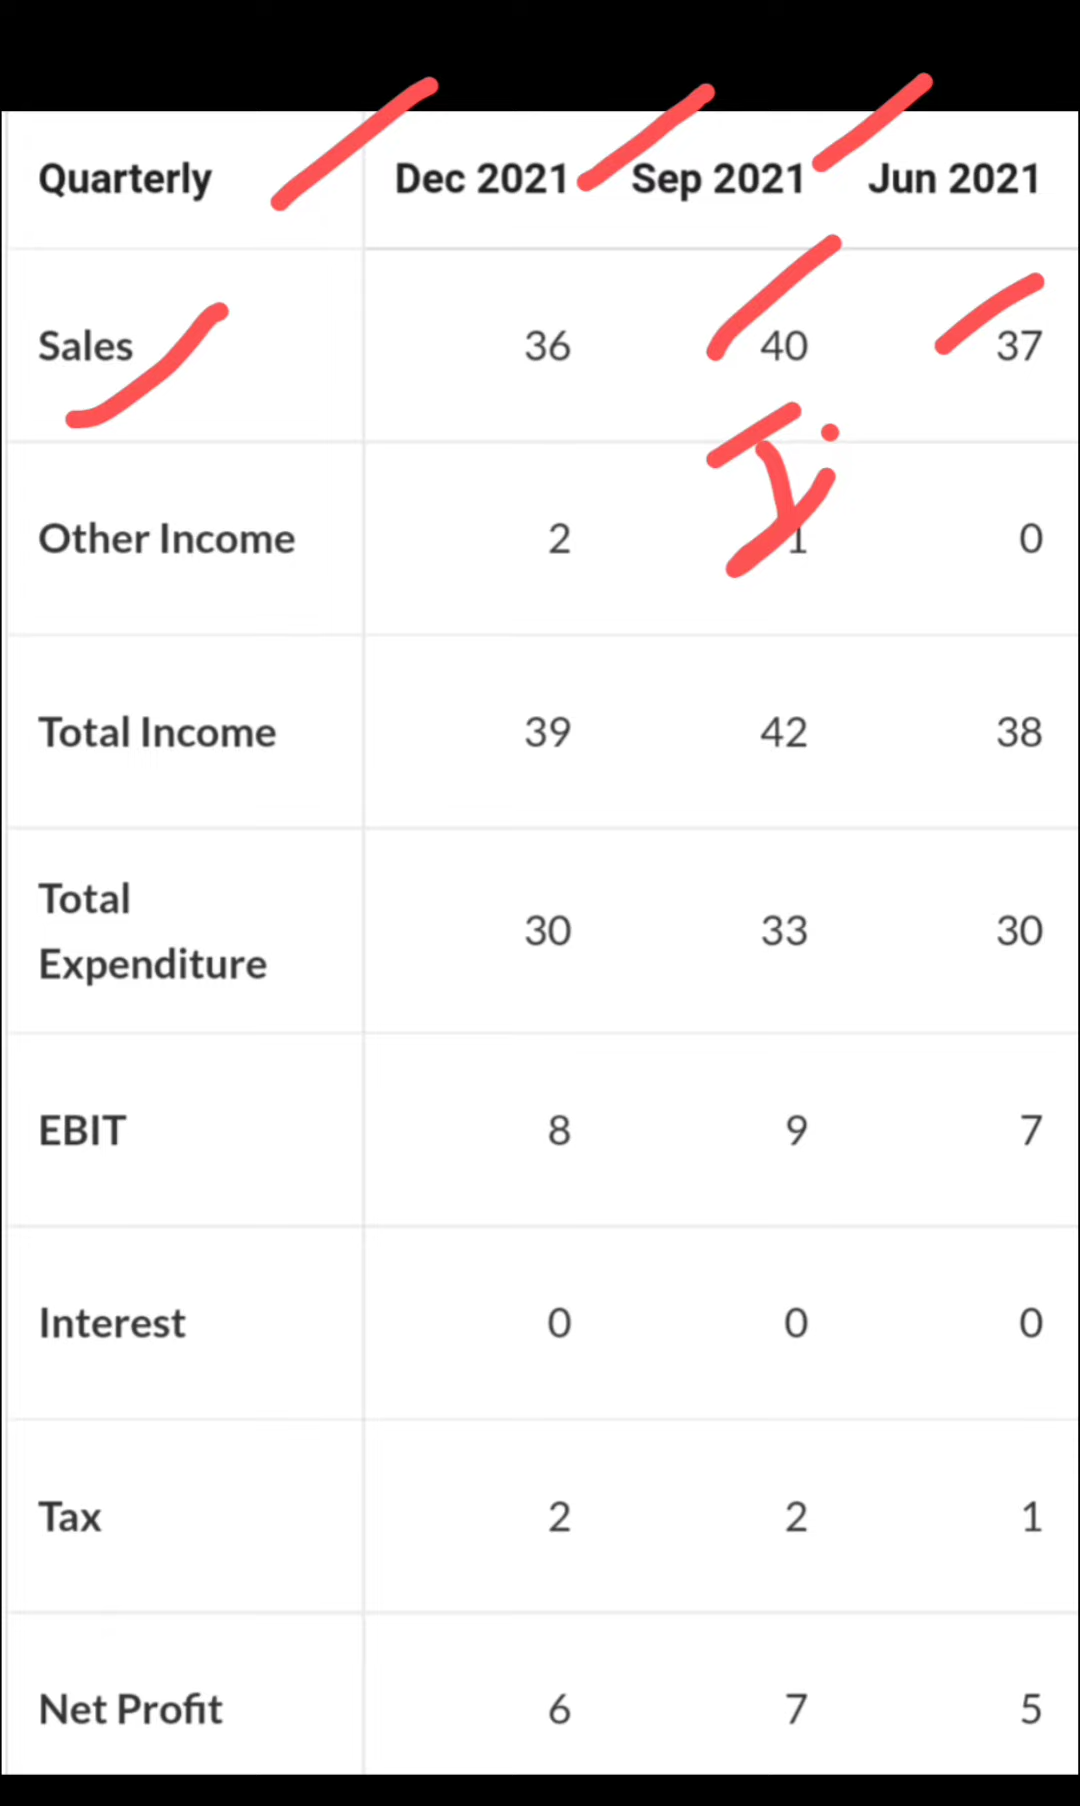 Quarterly Dec 2021 Sep 2021 Jun 2021
Sales 36 40 37
Other Income 2 1 0
Total Income 39 42 38
Total
Expenditure 30 33 30
EBIT 8 9 7
Interest 0 0 0
Tax 2 2 1
Net Profit 6 7 5